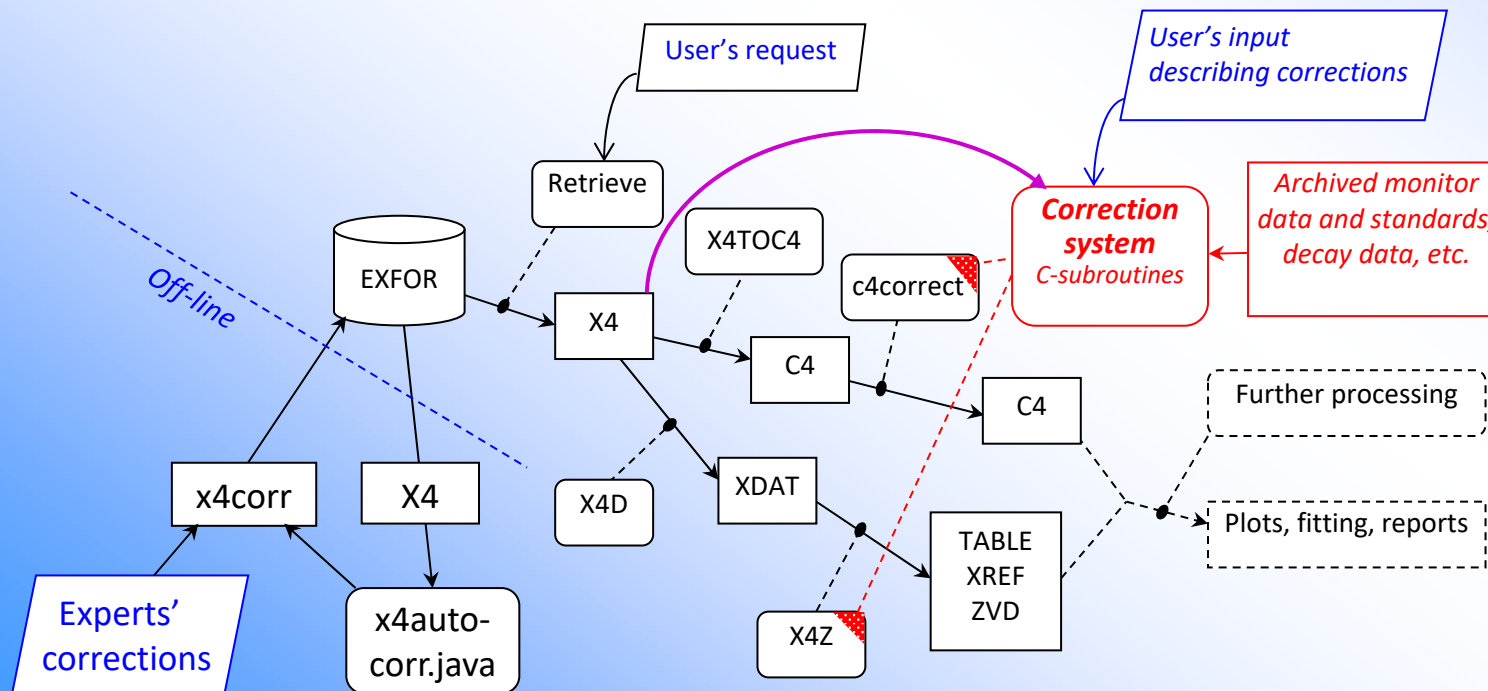 User's request
User's input
describing corrections
Retrieve
X4TOC4
Correction
system
C-subroutines
Archived monitor
data and standards,
decay data, etc.
EXFOR
Off-line
X4
c4correct
C4
C4
Further processing
x4corr
X4
X4D
XDAT
Plots, fitting, reports
TABLE
XREF
ZVD
Experts'
corrections
x4auto-
corr.java
X4Z